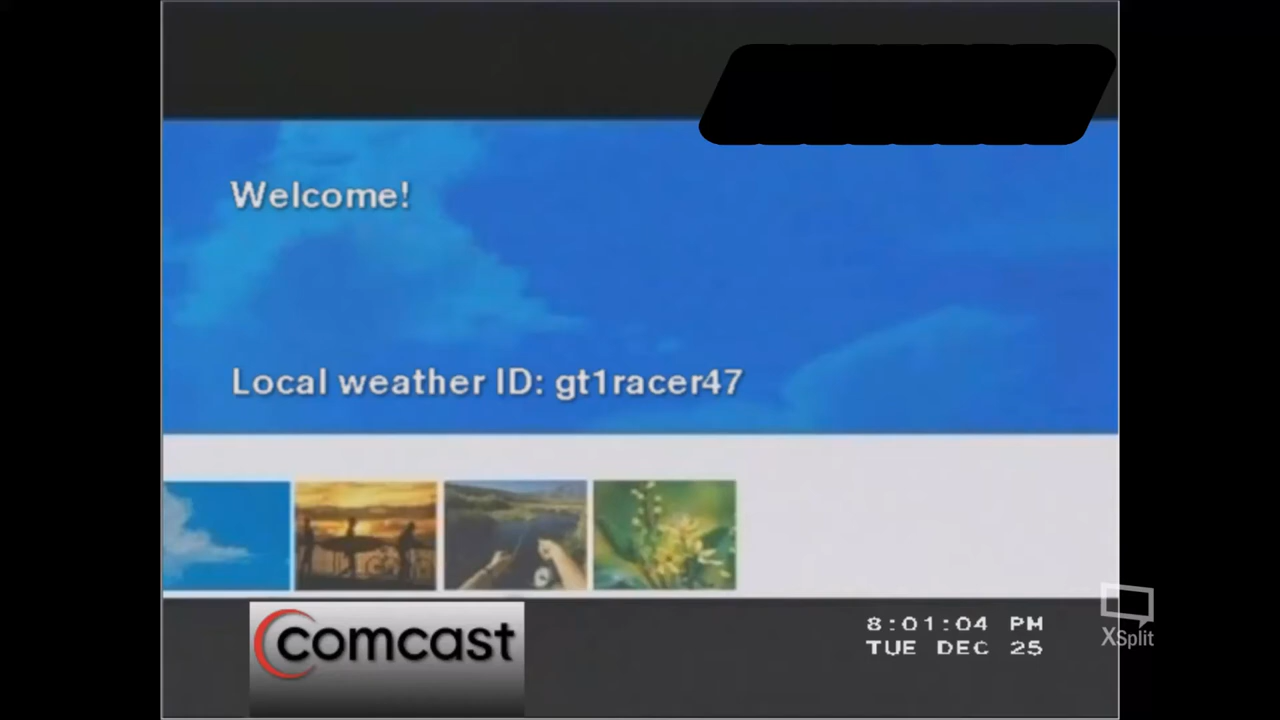 Welcome!
Local weather ID: gt1racer47
comcast
8:01:04 PM
TUE DEC 25
XSplit